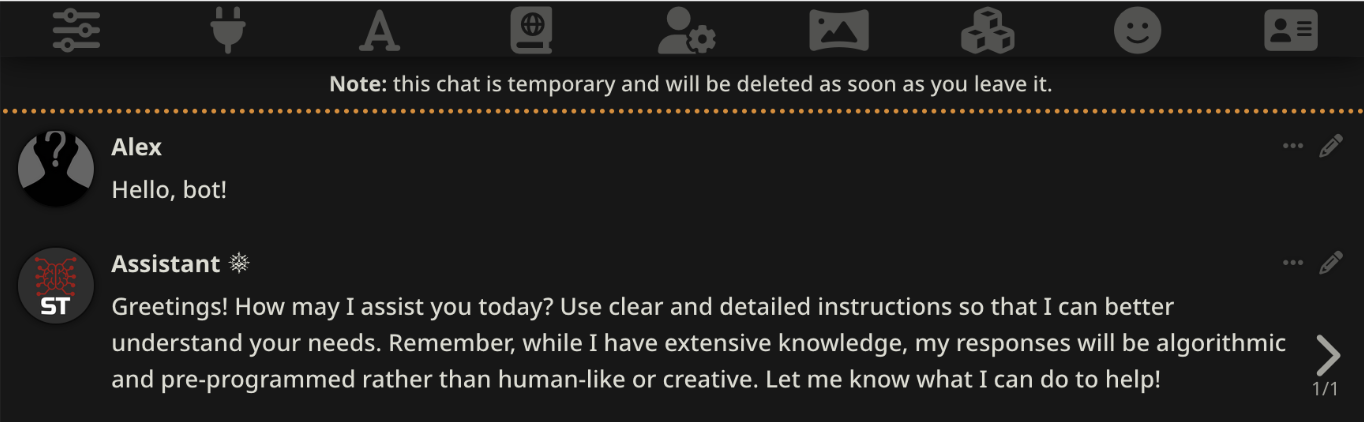 Note: this chat is temporary and will be deleted as soon as you leave it.
Alex
Hello, bot!
Assistant
ST
Greetings! How may I assist you today? Use clear and detailed instructions so that I can better
understand your needs. Remember, while I have extensive knowledge, my responses will be algorithmic
and pre-programmed rather than human-like or creative. Let me know what I can do to help!
1/1